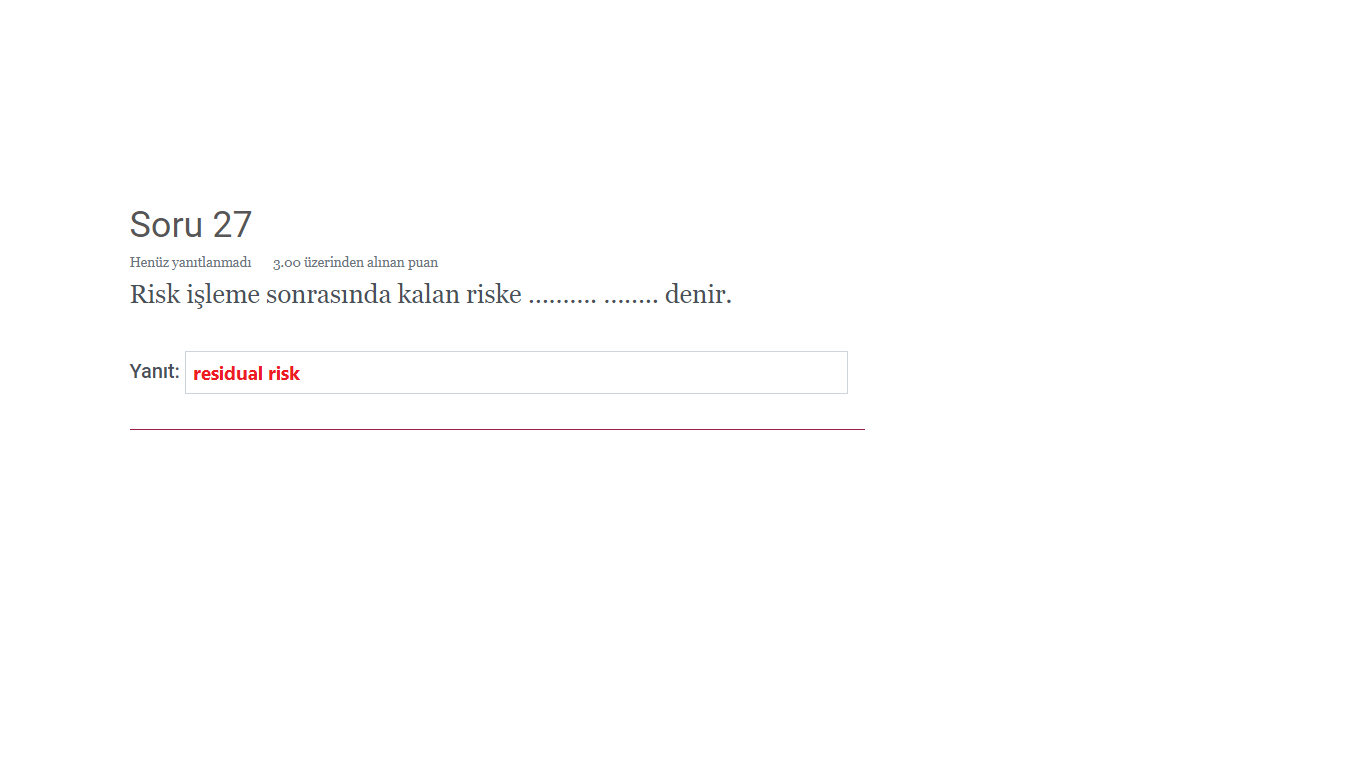 Soru 27
Henüz yanıtlanmadı 3.00 üzerinden alınan puan
Risk işleme sonrasında kalan riske .......... ........ denir.
Yanıt: residual risk